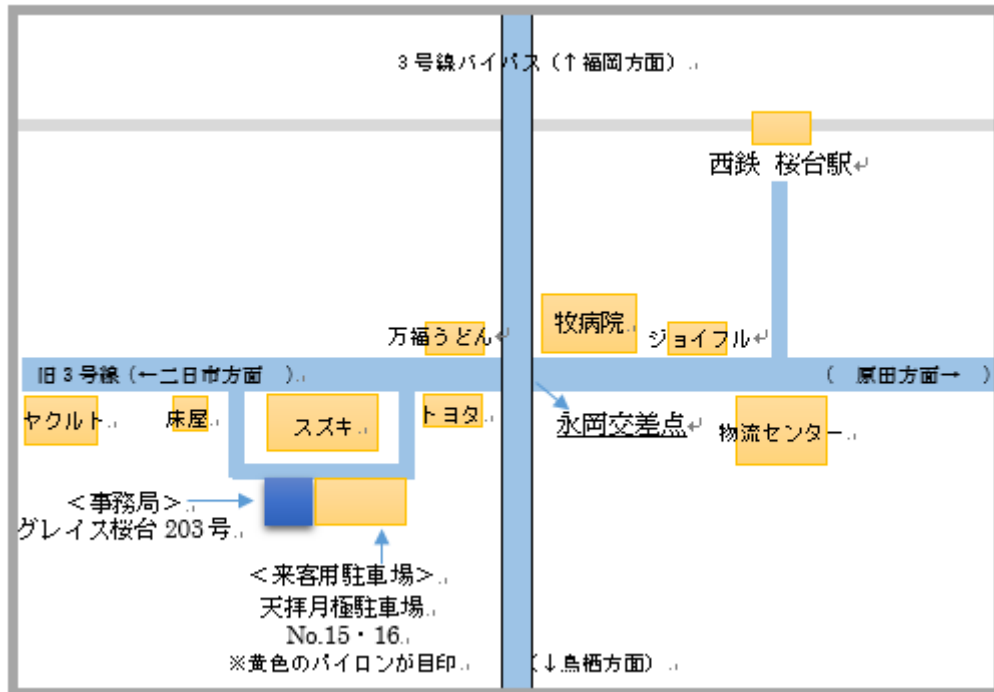 3号線バイパス(↑福岡方面)
西鉄 桜台駅
牧病院
万福うどん
ジョイフル
旧3号線(←二日市方面 )
( 原田方面→ )
ヤクルト
床屋
スズキ
トヨタ
永岡交差点
物流センター
<事務局>
グレイス桜台203号
<来客用駐車場>
天拝月極駐車場
No.15・16
※黄色のパイロンが目印
(↓鳥栖方面)